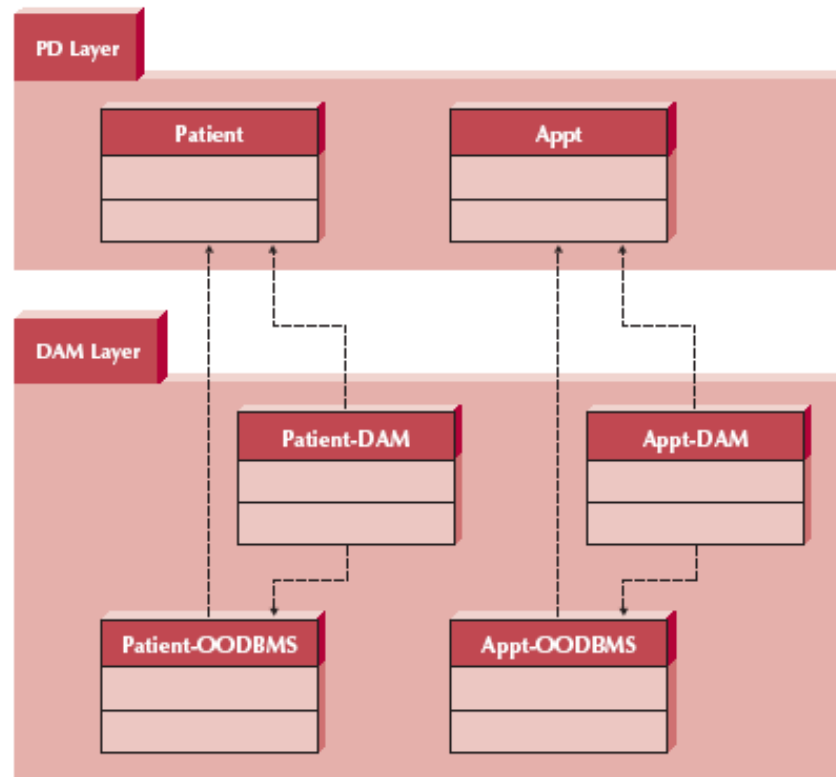 PD Layer
Patient
Appt
DAM Layer
Patient-DAM
Appt-DAM
Patient-OODBMS
Appt-OODBMS